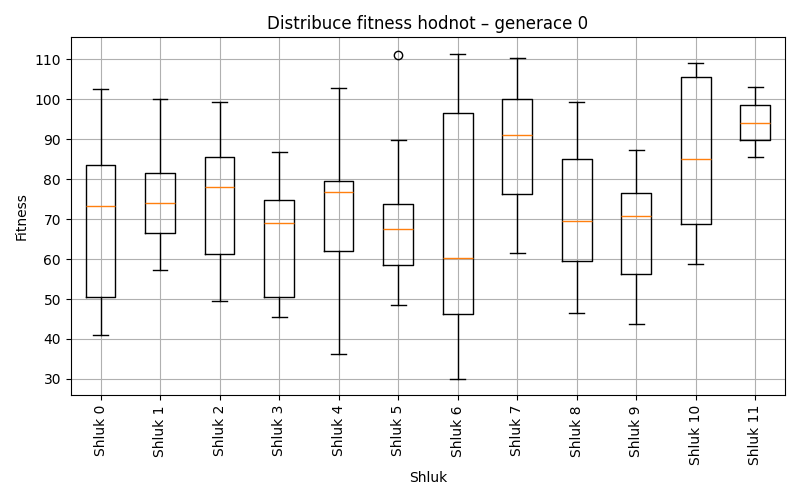 Distribuce fitness hodnot – generace 0
Fitness
110
100
90
80
70
60
50
40
30
Shluk 0
Shluk 1
Shluk 2
Shluk 3
Shluk 4
Shluk 5
Shluk 6
Shluk 7
Shluk 8
Shluk 9
Shluk 10
Shluk 11
Shluk